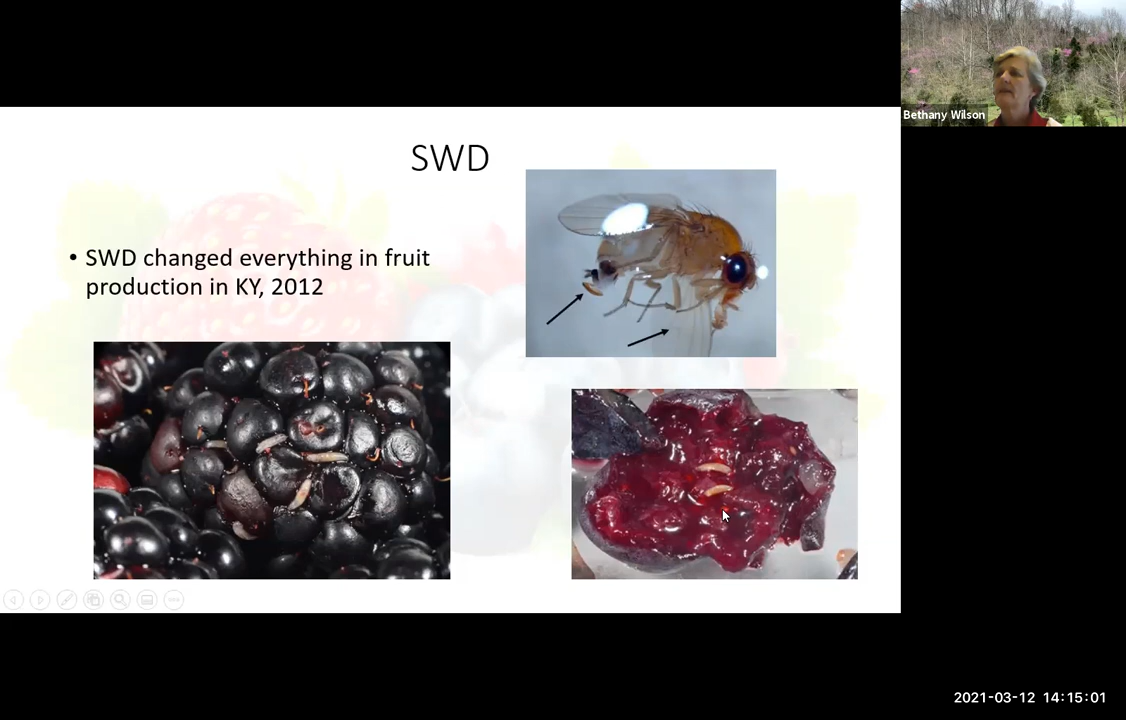 Bethany Wilson
SWD
• SWD changed everything in fruit
production in KY, 2012
2021-03-12 14:15:01